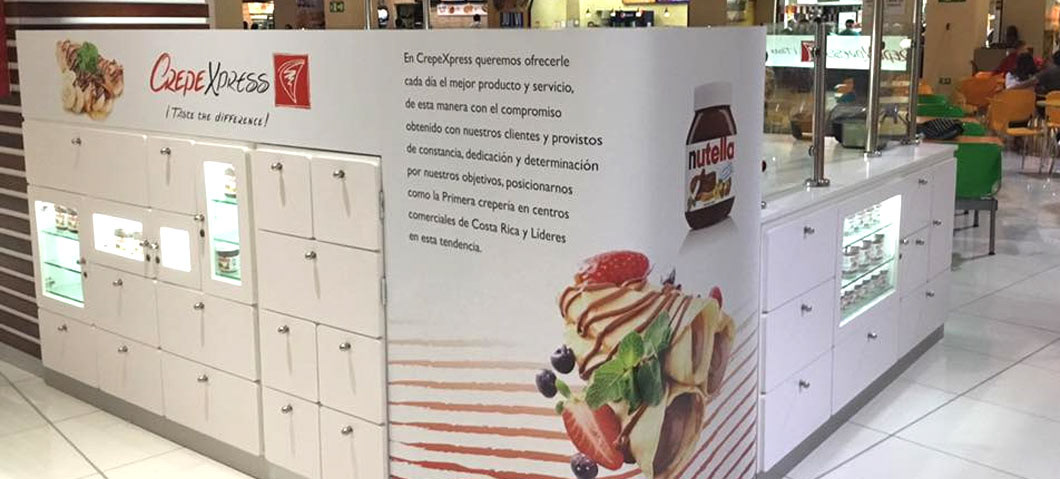 CREPEXPRESS
¡TASTE THE DIFFERENCE!
En CrepeXpress queremos ofrecerle
cada día el mejor producto y servicio,
de esta manera con el compromiso
obtenido con nuestros clientes y provistos
de constancia, dedicación y determinación
por nuestros objetivos, posicionarnos
como la Primera crepería en centros
comerciales de Costa Rica y Líderes
en esta tendencia.
nutella